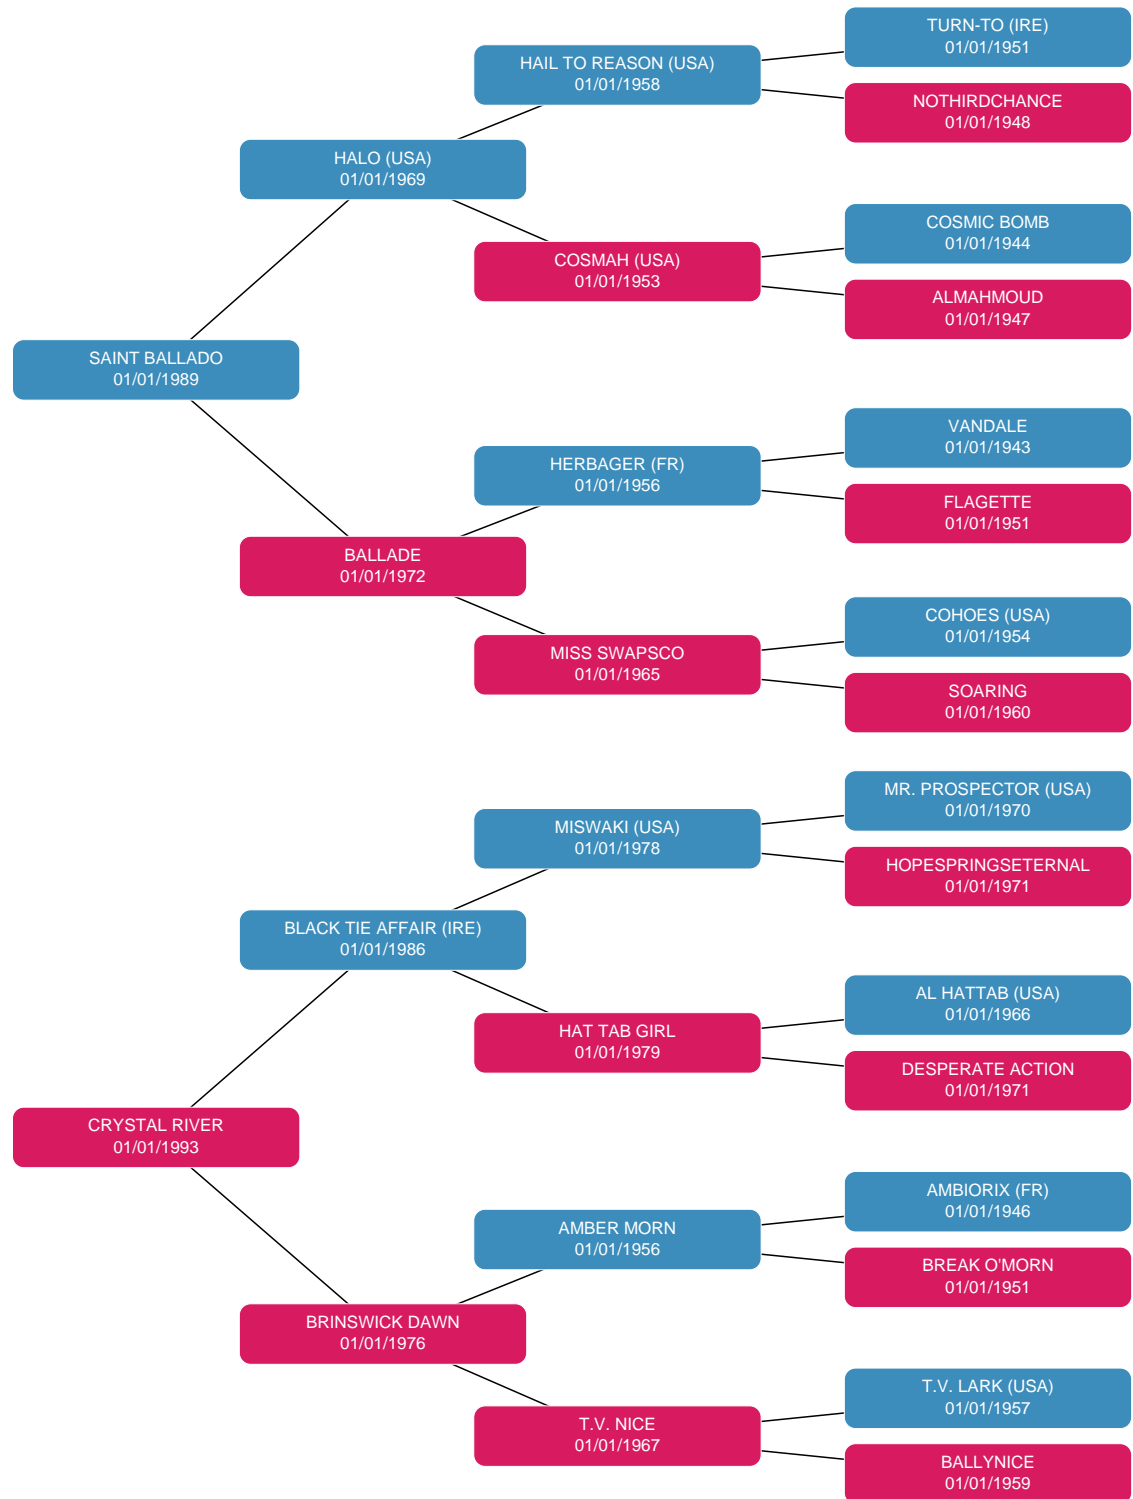 TURN-TO (IRE)
01/01/1951
HAIL TO REASON (USA)
01/01/1958
NOTHIRDCHANCE
01/01/1948
HALO (USA)
01/01/1969
COSMIC BOMB
01/01/1944
COSMAH (USA)
01/01/1953
ALMAHMOUD
01/01/1947
SAINT BALLADO
01/01/1989
VANDALE
01/01/1943
HERBAGER (FR)
01/01/1956
FLAGETTE
01/01/1951
BALLADE
01/01/1972
COHOES (USA)
01/01/1954
MISS SWAPSCO
01/01/1965
SOARING
01/01/1960
MR. PROSPECTOR (USA)
01/01/1970
MISWAKI (USA)
01/01/1978
HOPESPRINGSETERNAL
01/01/1971
BLACK TIE AFFAIR (IRE)
01/01/1986
AL HATTAB (USA)
01/01/1966
HAT TAB GIRL
01/01/1979
DESPERATE ACTION
01/01/1971
CRYSTAL RIVER
01/01/1993
AMBIORIX (FR)
01/01/1946
AMBER MORN
01/01/1956
BREAK O'MORN
01/01/1951
BRINSWICK DAWN
01/01/1976
T.V. LARK (USA)
01/01/1957
T.V. NICE
01/01/1967
BALLYNICE
01/01/1959